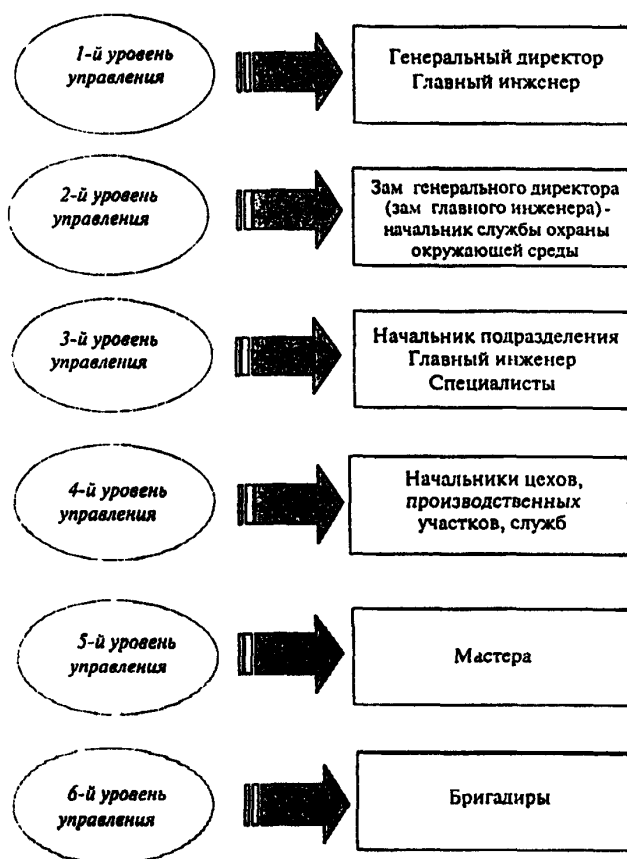 1-й уровень
управления
Генеральный директор
Главный инженер
2-й уровень
управления
Зам генерального директора
(зам главного инженера) -
начальник службы охраны
окружающей среды
3-й уровень
управления
Начальник подразделения
Главный инженер
Специалисты
4-й уровень
управления
Начальники цехов,
производственных
участков, служб
5-й уровень
управления
Мастера
6-й уровень
управления
Бригадиры